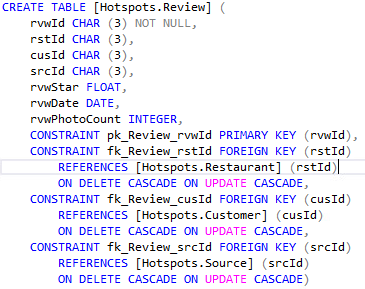 CREATE TABLE [Hotspots.Review] (
rvwId CHAR (3) NOT NULL,
rstId CHAR (3),
cusId CHAR (3),
srcId CHAR (3),
rvwStar FLOAT,
rvwDate DATE,
rvwPhotoCount INTEGER,
CONSTRAINT pk_Review_rvwId PRIMARY KEY (rvwId),
CONSTRAINT fk_Review_rstId FOREIGN KEY (rstId)
REFERENCES [Hotspots.Restaurant] (rstId)
ON DELETE CASCADE ON UPDATE CASCADE,
CONSTRAINT fk_Review_cusId FOREIGN KEY (cusId)
REFERENCES [Hotspots.Customer] (cusId)
ON DELETE CASCADE ON UPDATE CASCADE,
CONSTRAINT fk_Review_srcId FOREIGN KEY (srcId)
REFERENCES [Hotspots.Source] (srcId)
ON DELETE CASCADE ON UPDATE CASCADE)